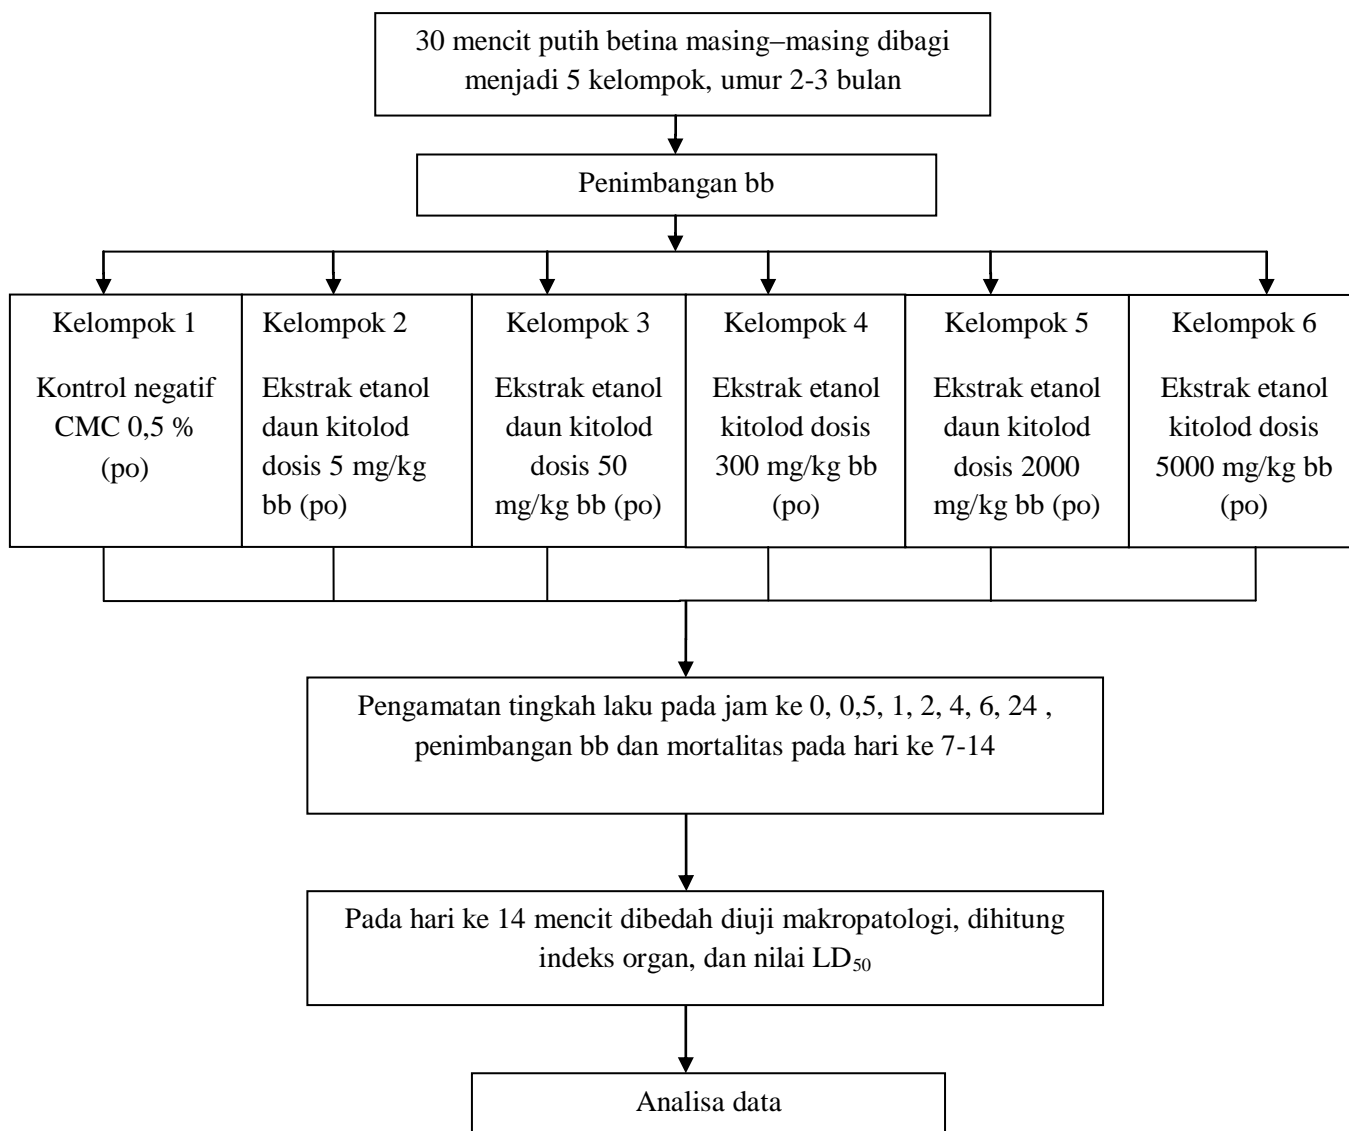 30 mencit putih betina masing–masing dibagi
menjadi 5 kelompok, umur 2-3 bulan
Penimbangan bb
Kelompok 1
Kontrol negatif
CMC 0,5 %
(po)
Kelompok 2
Ekstrak etanol
daun kitolod
dosis 5 mg/kg
bb (po)
Kelompok 3
Ekstrak etanol
daun kitolod
dosis 50
mg/kg bb (po)
Kelompok 4
Ekstrak etanol
kitolod dosis
300 mg/kg bb
(po)
Kelompok 5
Ekstrak etanol
daun kitolod
dosis 2000
mg/kg bb (po)
Kelompok 6
Ekstrak etanol
kitolod dosis
5000 mg/kg bb
(po)
Pengamatan tingkah laku pada jam ke 0, 0,5, 1, 2, 4, 6, 24 ,
penimbangan bb dan mortalitas pada hari ke 7-14
Pada hari ke 14 mencit dibedah diuji makropatologi, dihitung
indeks organ, dan nilai LD₅₀
Analisa data